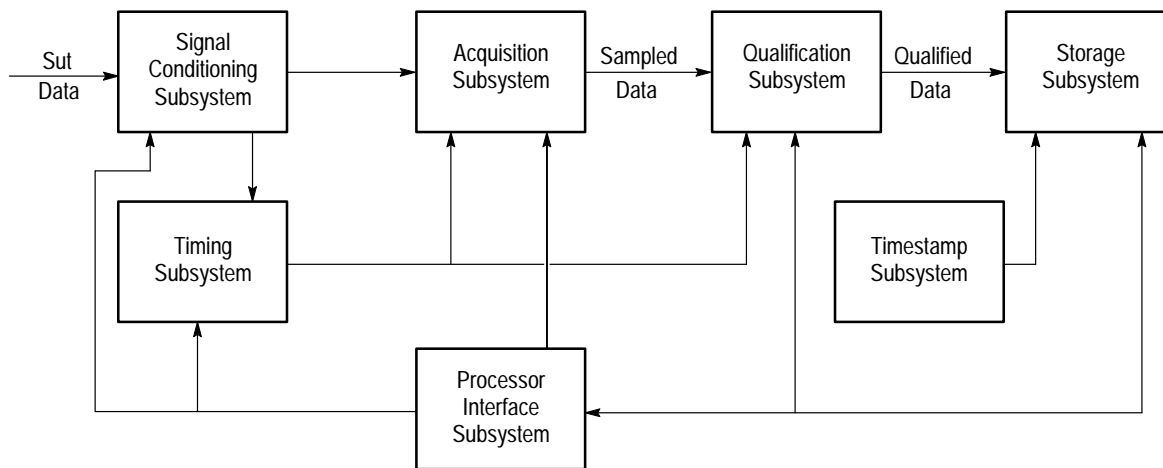 Sut
Data
Signal
Conditioning
Subsystem
Acquisition
Subsystem
Sampled
Data
Qualification
Subsystem
Qualified
Data
Storage
Subsystem
Timing
Subsystem
Timestamp
Subsystem
Processor
Interface
Subsystem